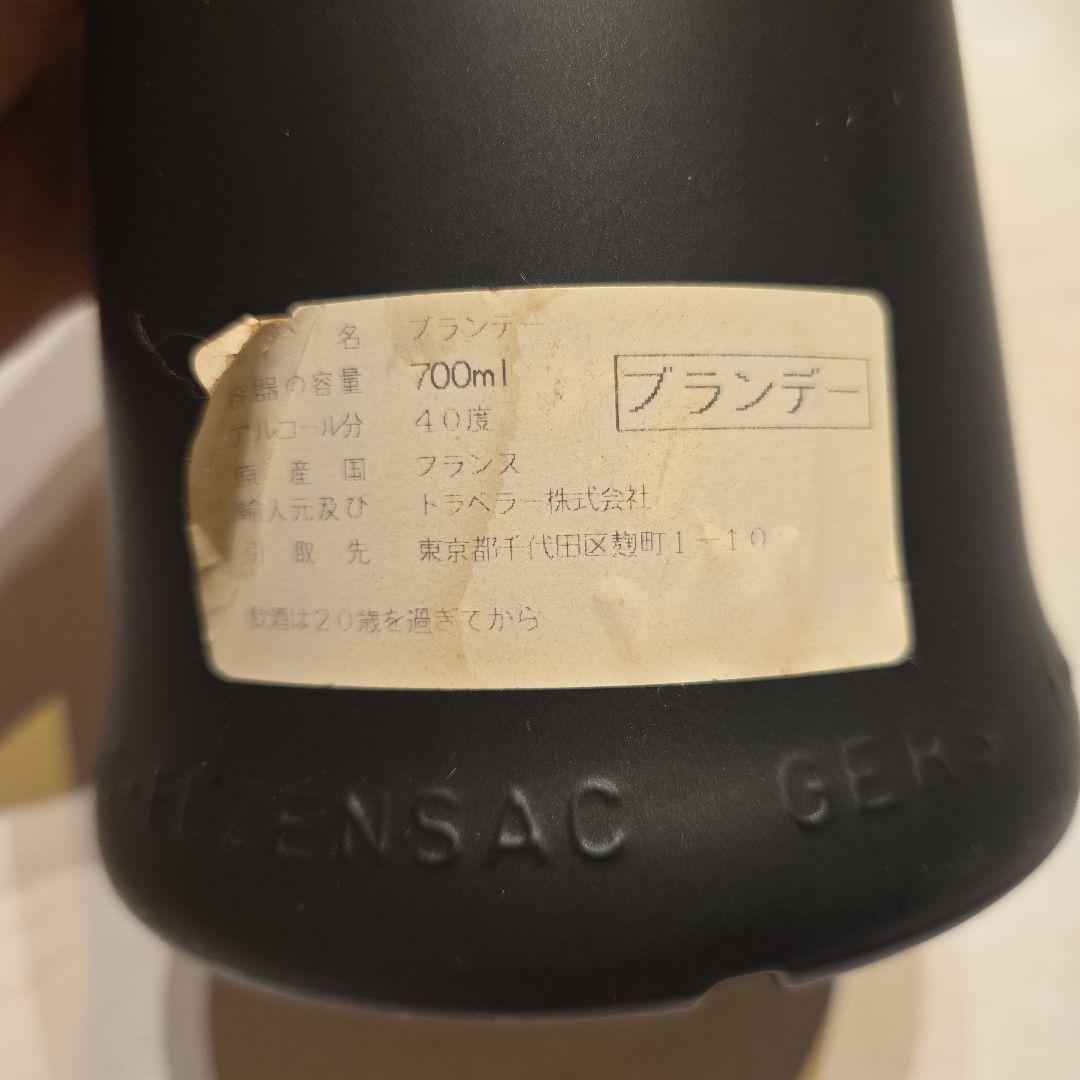 名 ブランデー
容器の容量 700ml
アルコール分 40度
原産国 フランス
輸入元及び トラベラー株式会社
引取先 東京都千代田区麹町1-10
飲酒は20歳を過ぎてから
ブランデー
EZENSAC GERS